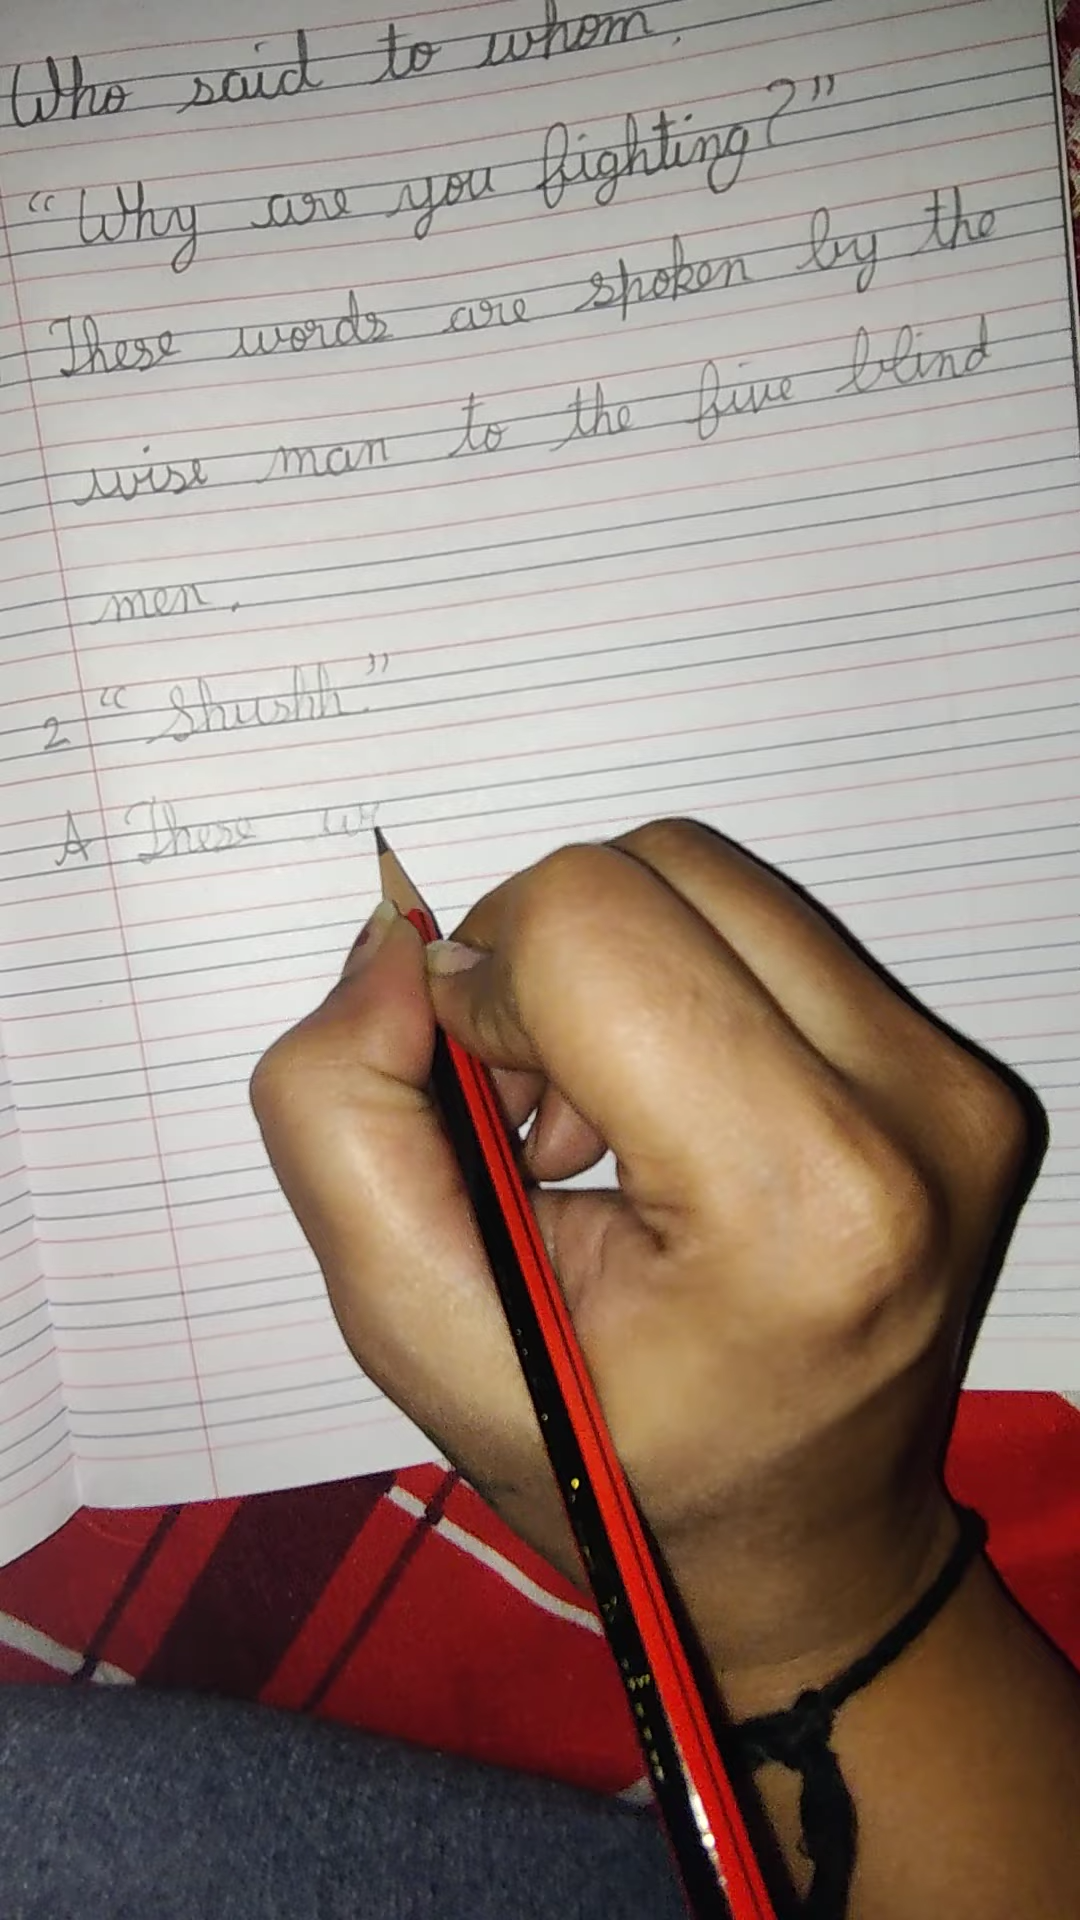 Who said to whom.
“Why are you fighting?”
These words are spoken by the
wise man to the five blind
men.
2 “Shushh.”
A These wo